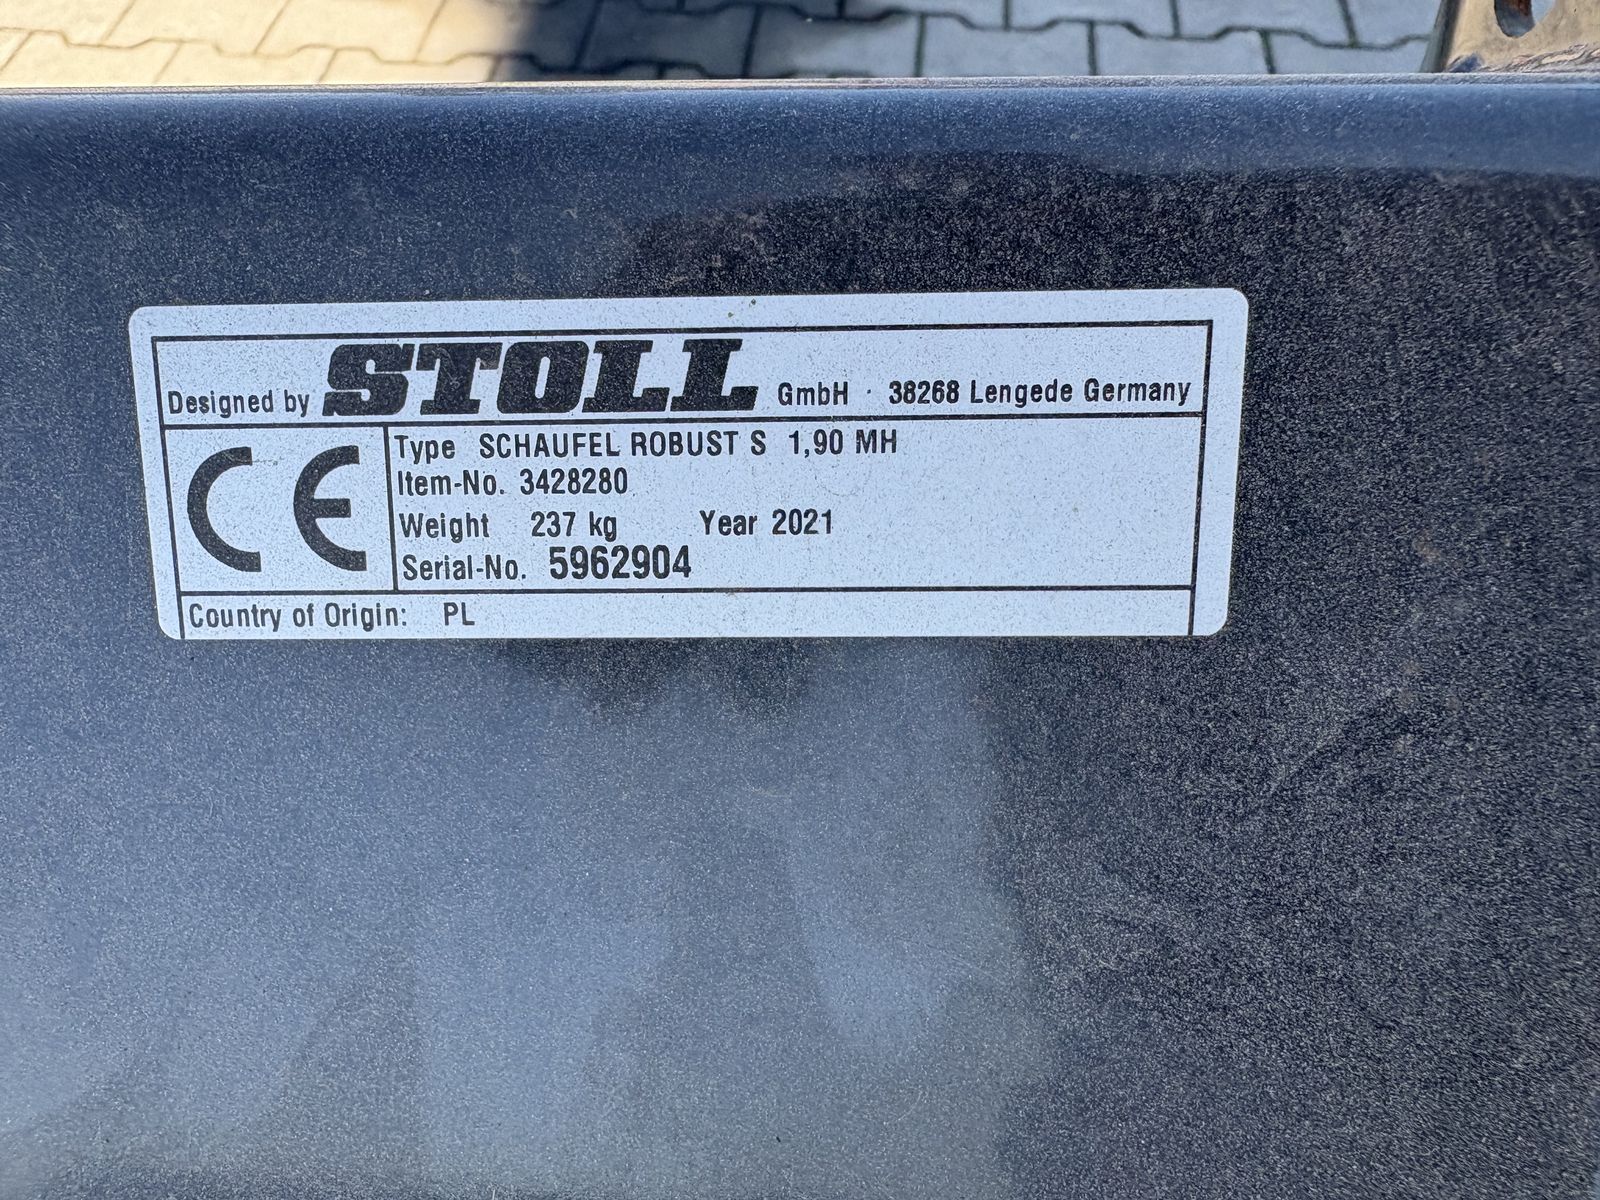 Designed by STOLL GmbH · 38268 Lengede Germany
CE
Type SCHAUFEL ROBUST S 1,90 MH
Item-No. 3428280
Weight 237 kg Year 2021
Serial-No. 5962904
Country of Origin: PL